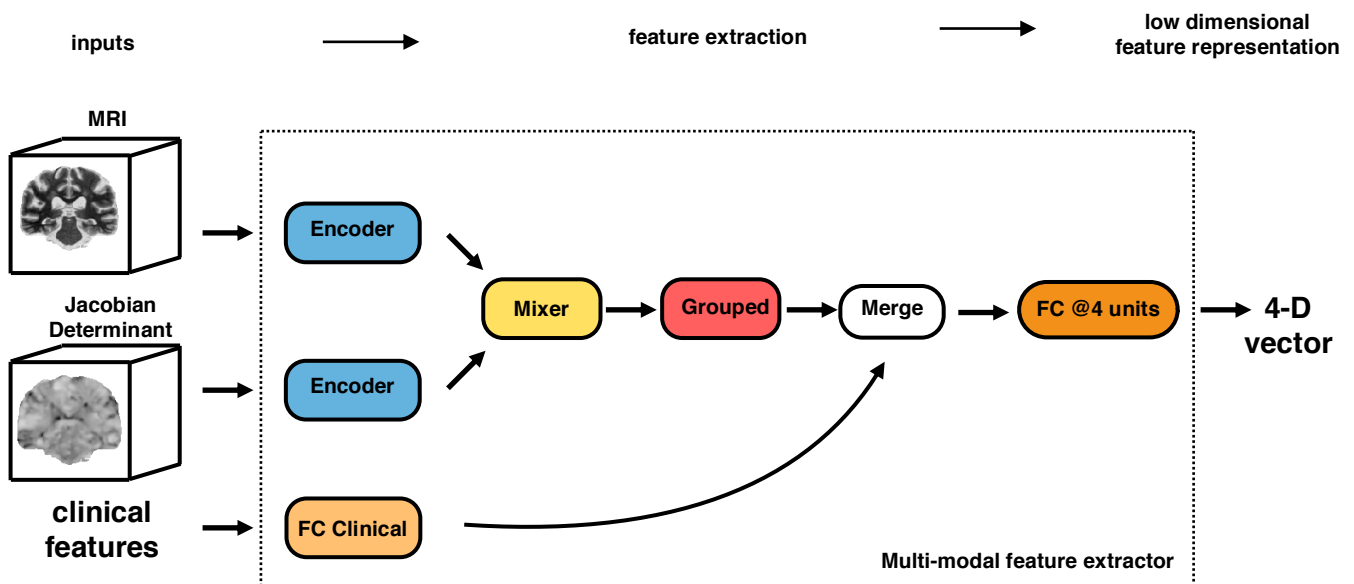 inputs
feature extraction
low dimensional
feature representation
MRI
Encoder
Jacobian
Determinant
Mixer
Grouped
Merge
FC @4 units
4-D
vector
Encoder
clinical
features
FC Clinical
Multi-modal feature extractor